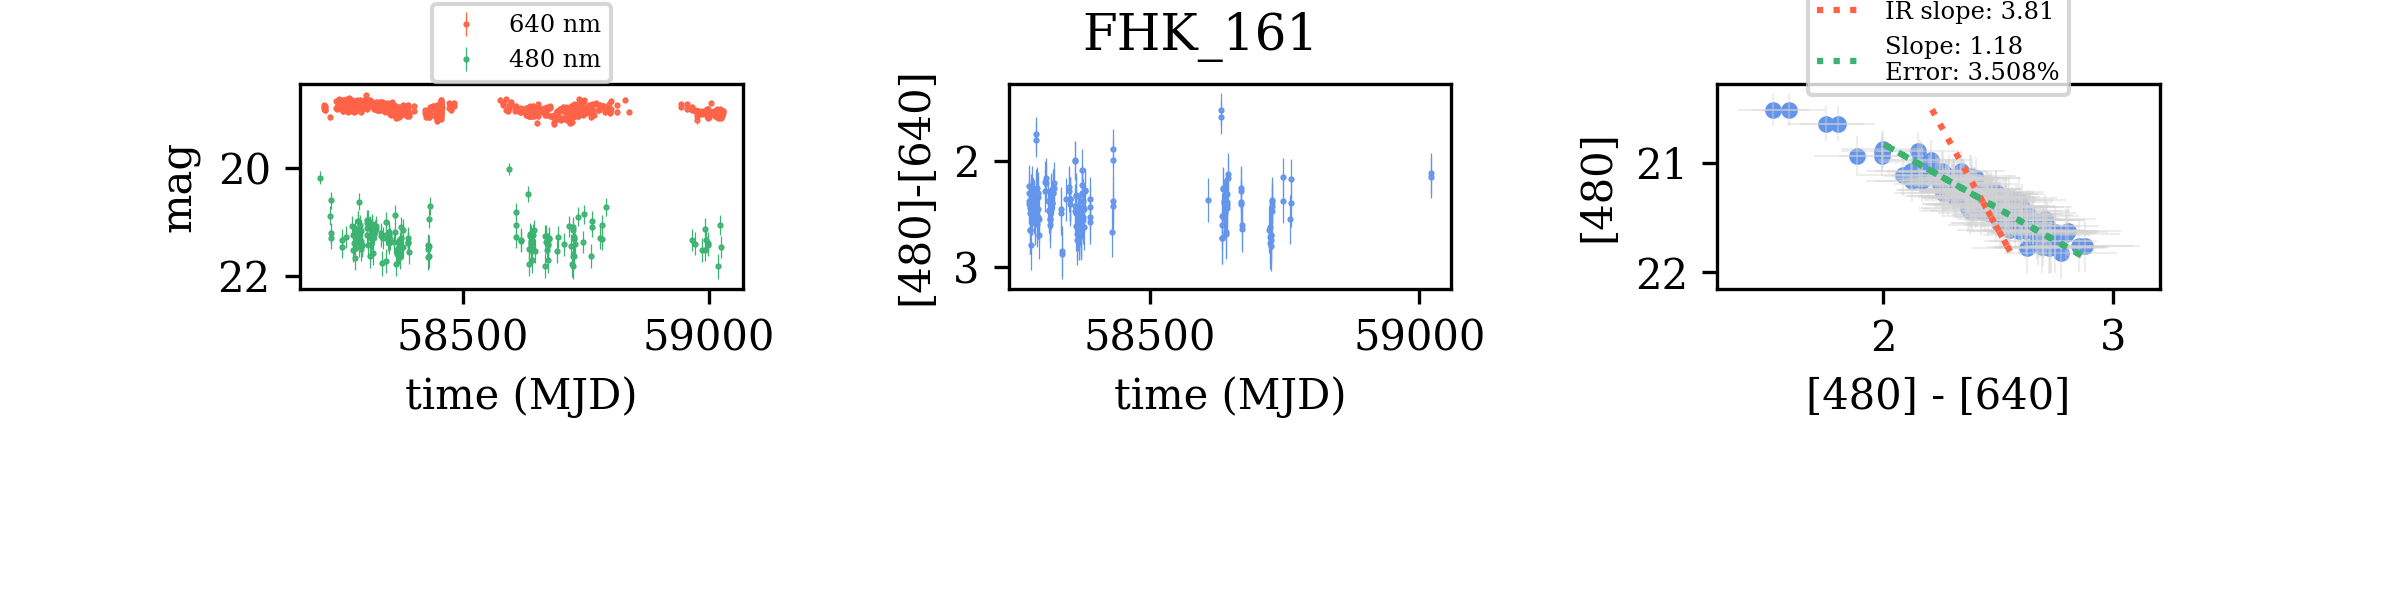 FHK_161
640 nm
480 nm
mag
20
22
58500
59000
time (MJD)
[480]-[640]
2
3
58500
59000
time (MJD)
IR slope: 3.81
Slope: 1.18
Error: 3.508%
[480]
21
22
2
3
[480] - [640]